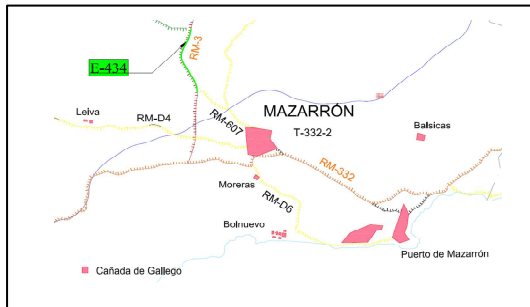 RM-3
E-434
MAZARRÓN
Leiva
RM-D4
RM-607
T-332-2
Balsicas
RM-332
Moreras
RM-D6
Bolnuevo
Puerto de Mazarrón
Cañada de Gallego